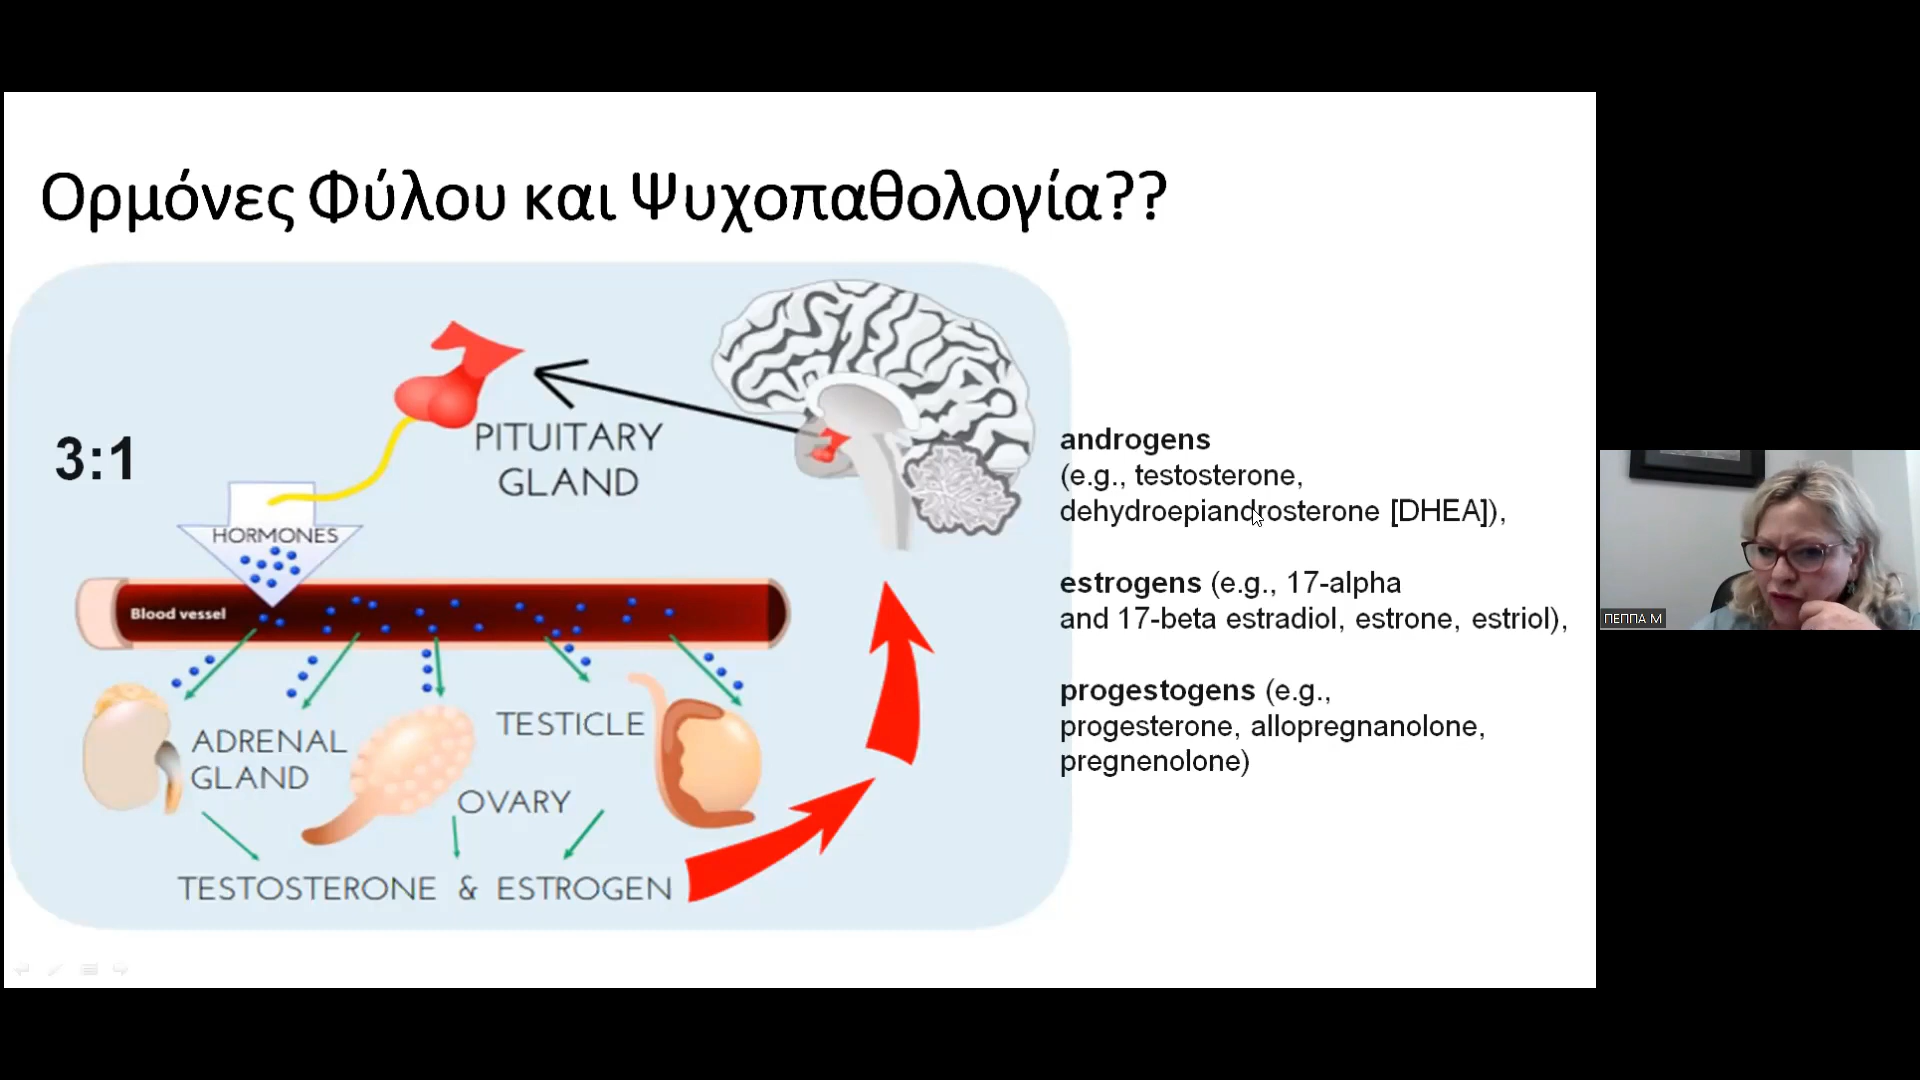 Ορμόνες Φύλου και Ψυχοπαθολογία??
3:1
PITUITARY
GLAND
HORMONES
Blood vessel
ADRENAL
GLAND
OVARY
TESTICLE
TESTOSTERONE & ESTROGEN
androgens
(e.g., testosterone,
dehydroepiandrosterone [DHEA]),
estrogens (e.g., 17-alpha
and 17-beta estradiol, estrone, estriol),
progestogens (e.g.,
progesterone, allopregnanolone,
pregnenolone)
ΠΕΠΠΑ Μ